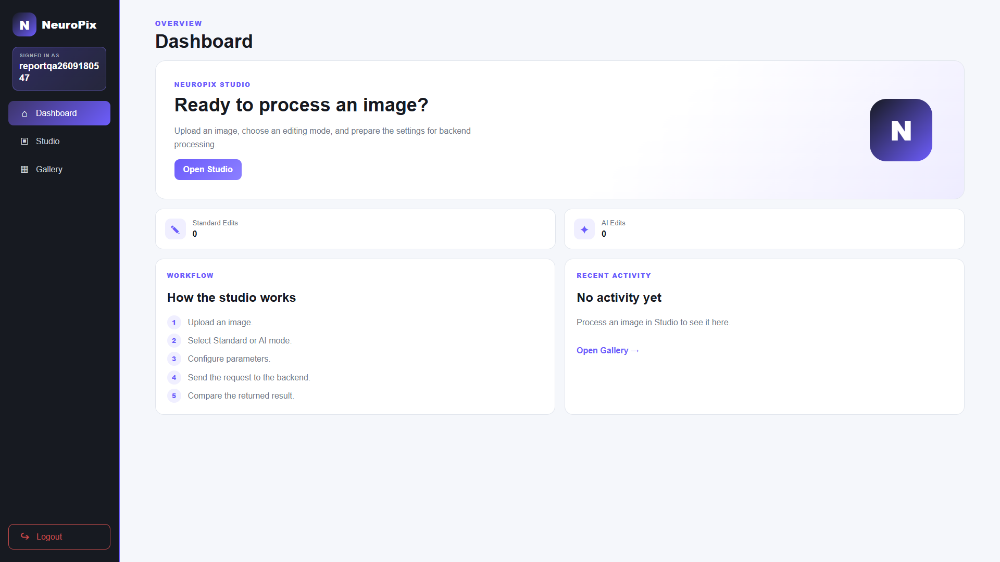 N NeuroPix
SIGNED IN AS
reportqa26091805
47
Dashboard
Studio
Gallery
Logout
OVERVIEW
Dashboard
NEUROPIX STUDIO
Ready to process an image?
Upload an image, choose an editing mode, and prepare the settings for backend
processing.
Open Studio
N
Standard Edits
0
AI Edits
0
WORKFLOW
How the studio works
1 Upload an image.
2 Select Standard or AI mode.
3 Configure parameters.
4 Send the request to the backend.
5 Compare the returned result.
RECENT ACTIVITY
No activity yet
Process an image in Studio to see it here.
Open Gallery →